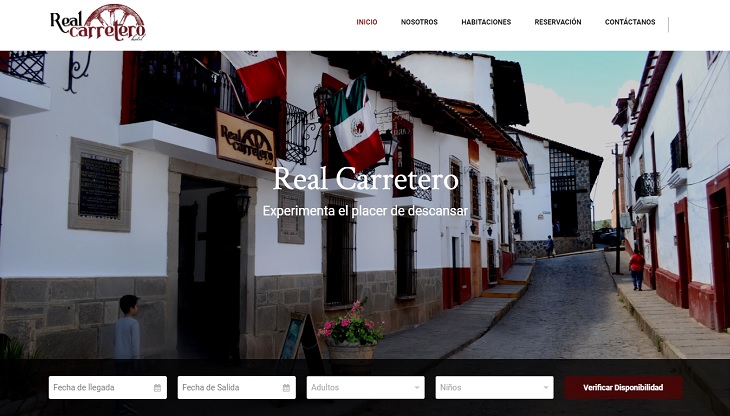 Real
carretero
hotel
INICIO NOSOTROS HABITACIONES RESERVACIÓN CONTÁCTANOS
Real
carretero
Real Carretero
Experimenta el placer de descansar
Fecha de llegada Fecha de Salida Adultos Niños Verificar Disponibilidad